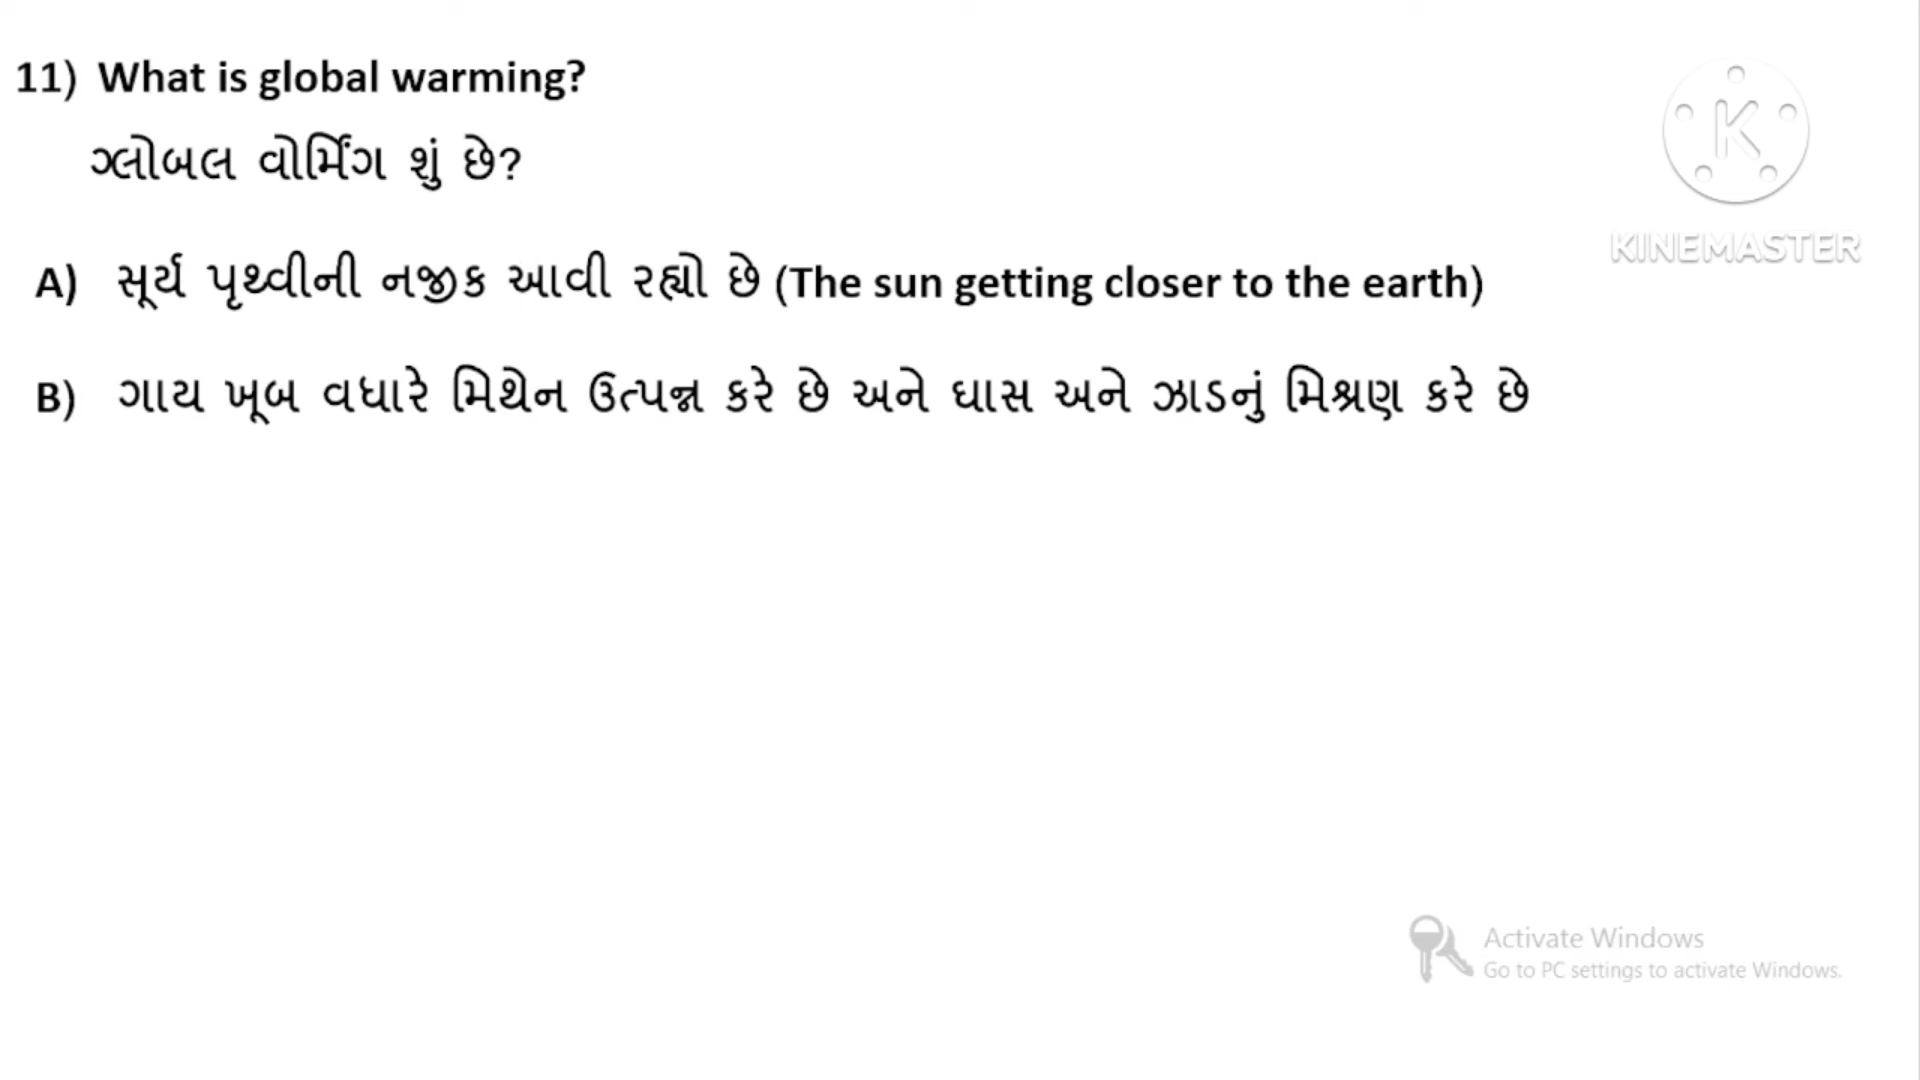 11) What is global warming?
ગ્લોબલ વોર્મિંગ શું છે?
A) સૂર્ય પૃથ્વીની નજીક આવી રહ્યો છે (The sun getting closer to the earth)
B) ગાય ખૂબ વધારે મિથેન ઉત્પન્ન કરે છે અને ઘાસ અને ઝાડનું મિશ્રણ કરે છે
K
KINEMASTER
Activate Windows
Go to PC settings to activate Windows.